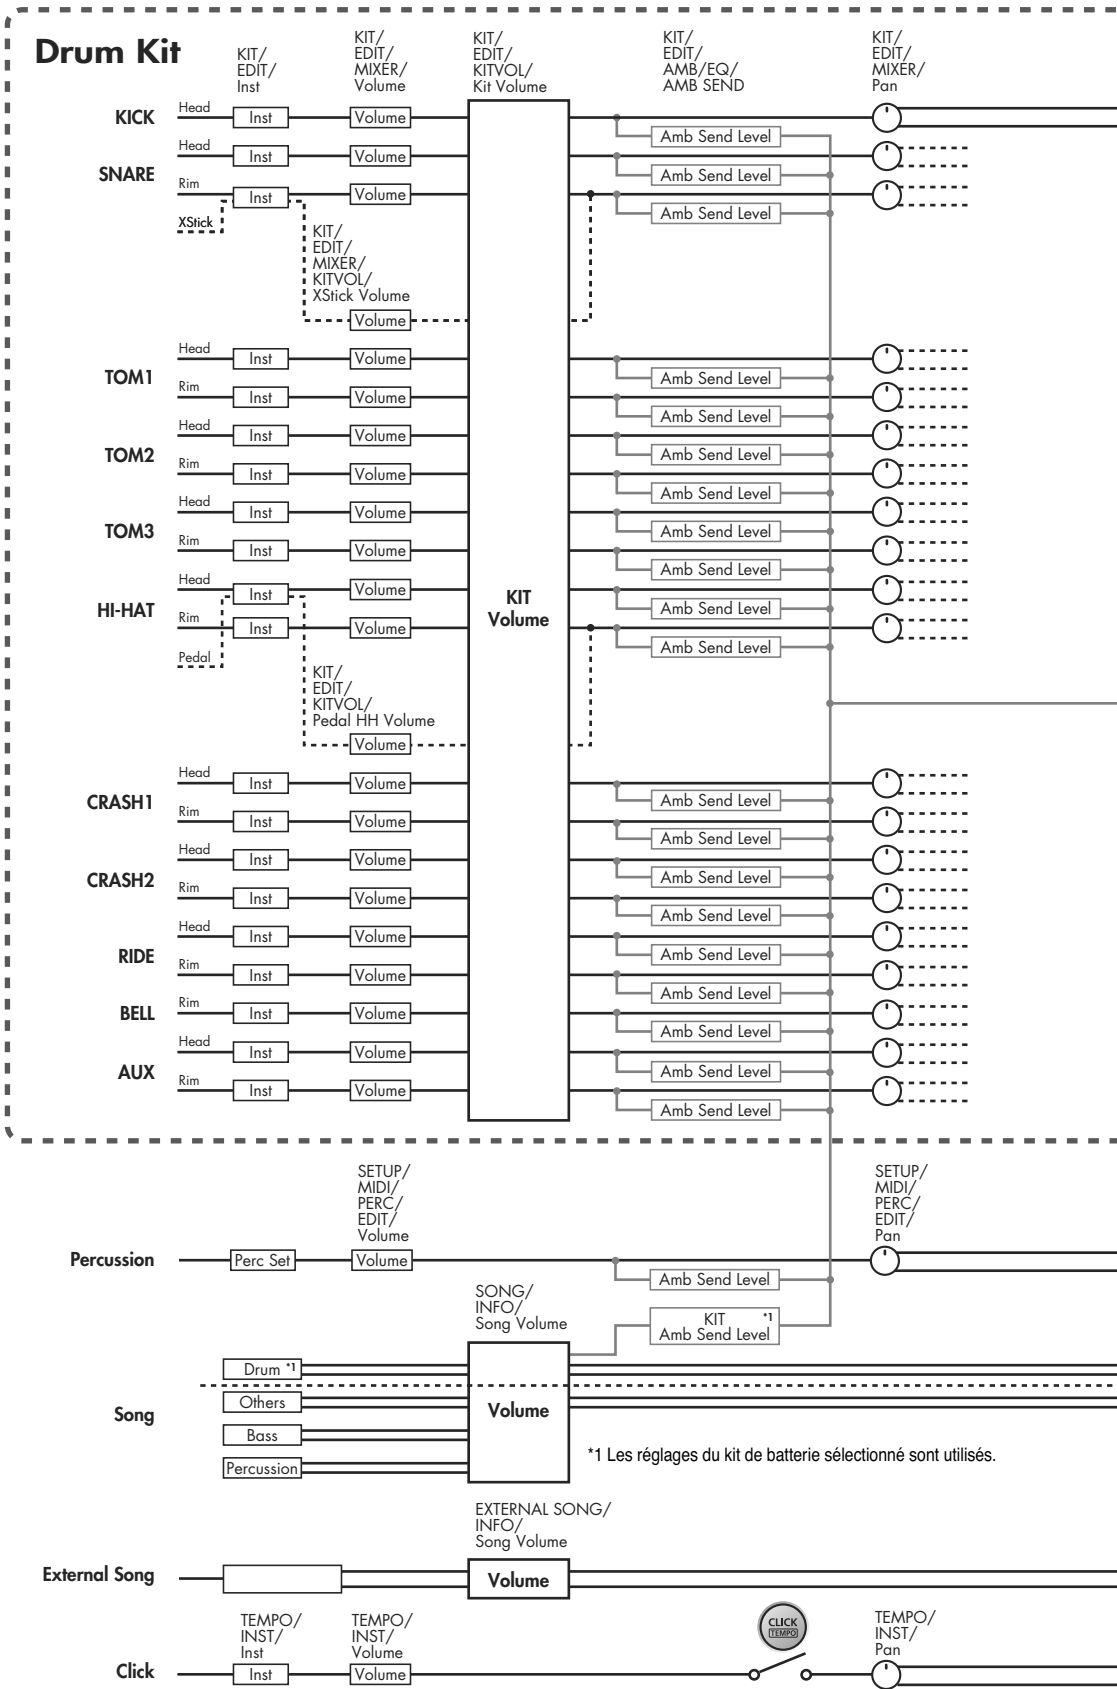 Drum Kit
KIT/
EDIT/
Inst
KIT/
EDIT/
MIXER/
Volume
KIT/
EDIT/
KITVOL/
Kit Volume
KIT/
EDIT/
AMB/EQ/
AMB SEND
KIT/
EDIT/
MIXER/
Pan
KICK
Head
Inst
Volume
Amb Send Level
SNARE
Head
Inst
Volume
Amb Send Level
Rim
Inst
Volume
Amb Send Level
XStick
KIT/
EDIT/
MIXER/
KITVOL/
XStick Volume
Volume
TOM1
Head
Inst
Volume
Amb Send Level
Rim
Inst
Volume
Amb Send Level
TOM2
Head
Inst
Volume
Amb Send Level
Rim
Inst
Volume
Amb Send Level
TOM3
Head
Inst
Volume
Amb Send Level
Rim
Inst
Volume
Amb Send Level
HI-HAT
Head
Inst
Volume
Amb Send Level
Rim
Inst
Volume
Amb Send Level
Pedal
KIT
Volume
KIT/
EDIT/
KITVOL/
Pedal HH Volume
Volume
CRASH1
Head
Inst
Volume
Amb Send Level
Rim
Inst
Volume
Amb Send Level
CRASH2
Head
Inst
Volume
Amb Send Level
Rim
Inst
Volume
Amb Send Level
RIDE
Head
Inst
Volume
Amb Send Level
Rim
Inst
Volume
Amb Send Level
BELL
Rim
Inst
Volume
Amb Send Level
AUX
Head
Inst
Volume
Amb Send Level
Rim
Inst
Volume
Amb Send Level
SETUP/
MIDI/
PERC/
EDIT/
Volume
SETUP/
MIDI/
PERC/
EDIT/
Pan
Percussion
Perc Set
Volume
Amb Send Level
SONG/
INFO/
Song Volume
KIT *1
Amb Send Level
Song
Drum *1
Others
Bass
Percussion
Volume
*1 Les réglages du kit de batterie sélectionné sont utilisés.
EXTERNAL SONG/
INFO/
Song Volume
External Song
Volume
TEMPO/
INST/
Inst
TEMPO/
INST/
Volume
CLICK
TEMPO
TEMPO/
INST/
Pan
Click
Inst
Volume